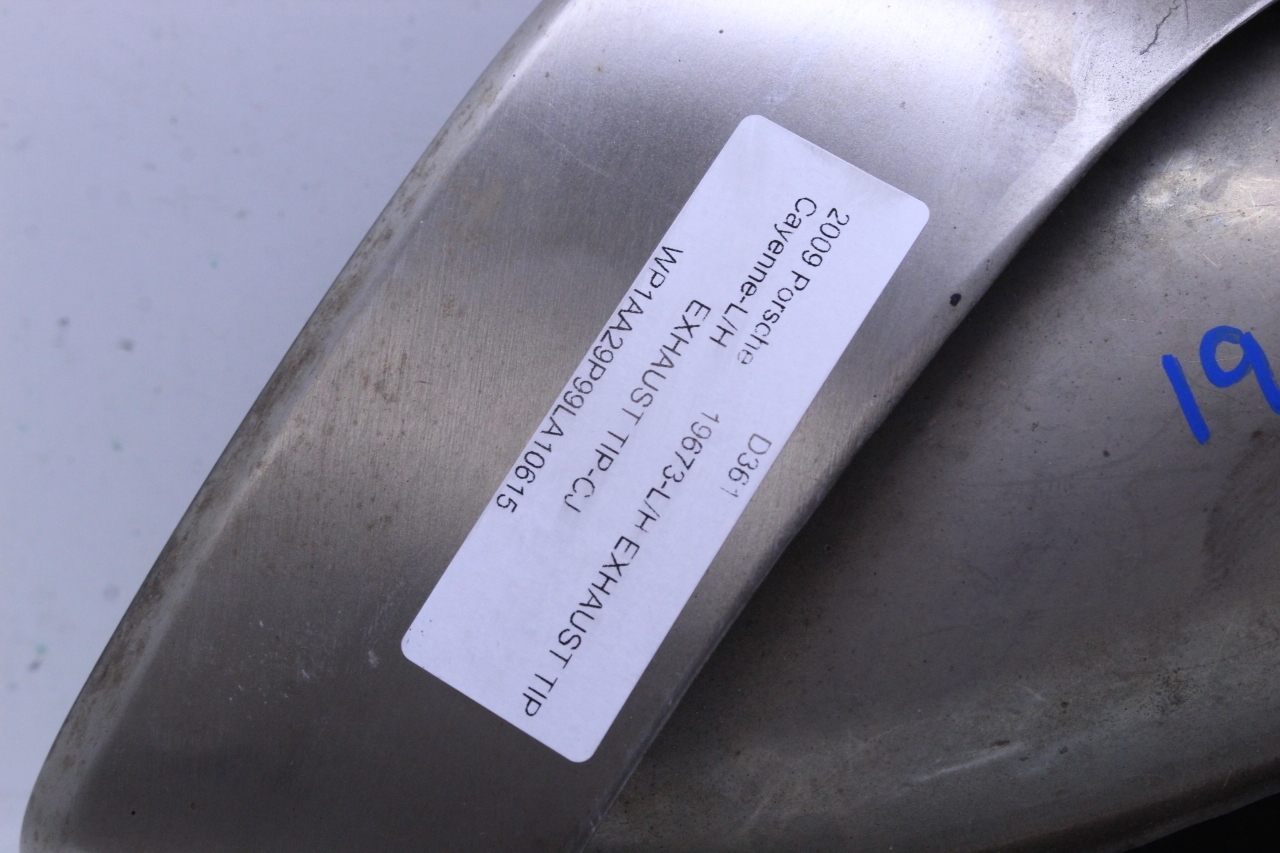 2009 Porsche D361
Cayenne-L/H 19673-L/H EXHAUST TIP
EXHAUST TIP-CJ
WP1AA29P99LA10615
19